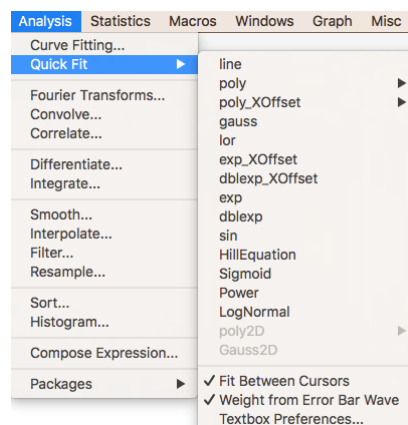 Analysis Statistics Macros Windows Graph Misc
Curve Fitting...
Quick Fit
Fourier Transforms...
Convolve...
Correlate...
Differentiate...
Integrate...
Smooth...
Interpolate...
Filter...
Resample...
Sort...
Histogram...
Compose Expression...
Packages
line
poly
poly_XOffset
gauss
lor
exp_XOffset
dblexp_XOffset
exp
dblexp
sin
HillEquation
Sigmoid
Power
LogNormal
poly2D
Gauss2D
✓ Fit Between Cursors
✓ Weight from Error Bar Wave
Textbox Preferences...